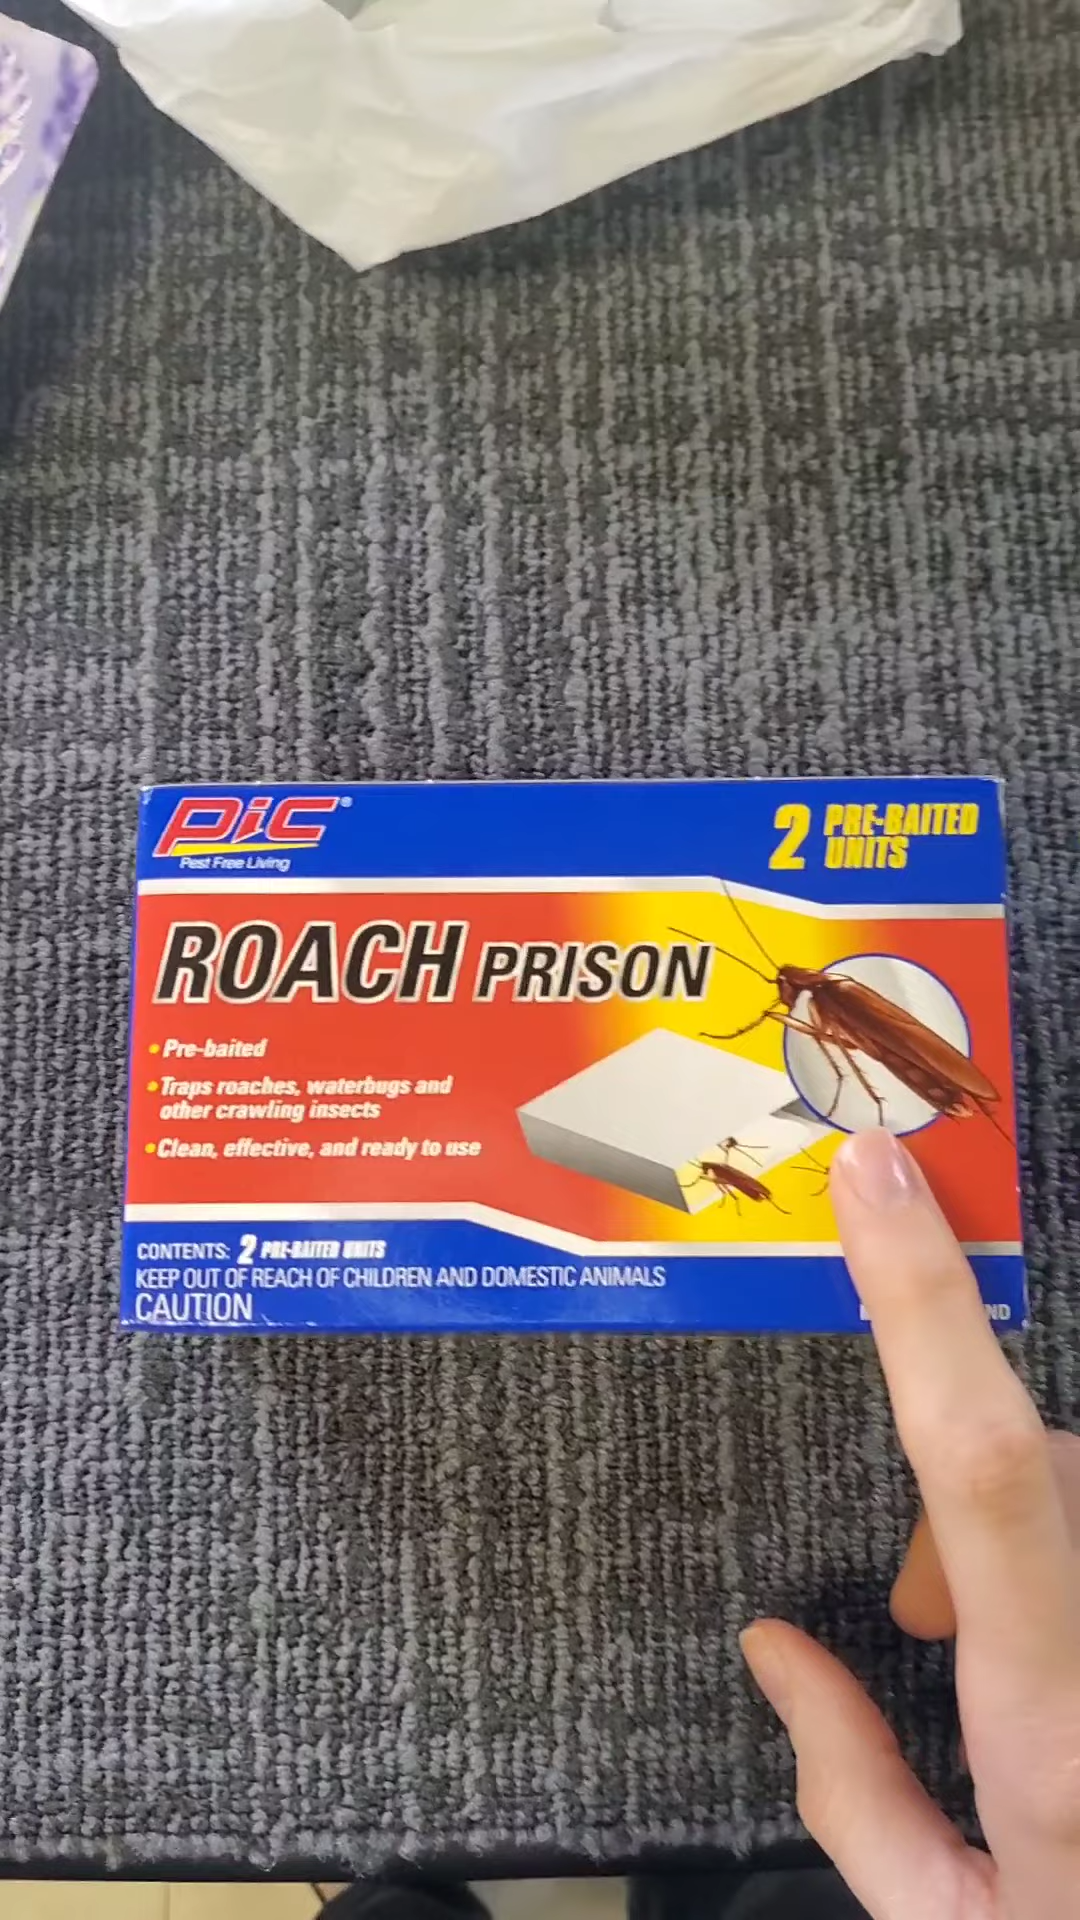 PiC®
Pest Free Living
2 PRE-BAITED
UNITS
ROACH PRISON
• Pre-baited
• Traps roaches, waterbugs and
other crawling insects
• Clean, effective, and ready to use
CONTENTS: 2 PRE-BAITED UNITS
KEEP OUT OF REACH OF CHILDREN AND DOMESTIC ANIMALS
CAUTION